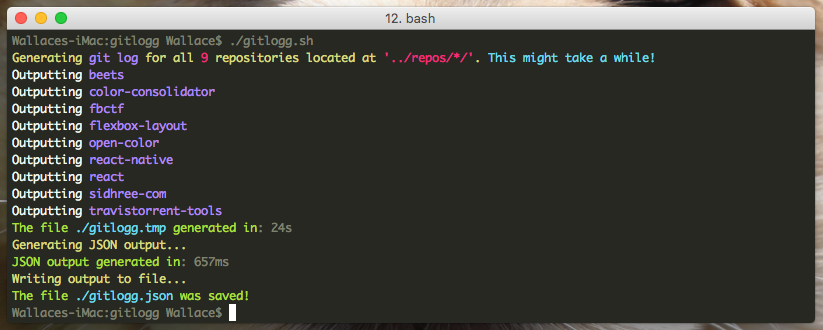 12. bash
Wallaces-iMac:gitlogg Wallace$ ./gitlogg.sh
Generating git log for all 9 repositories located at '../repos/*/'. This might take a while!
Outputting beets
Outputting color-consolidator
Outputting fbctf
Outputting flexbox-layout
Outputting open-color
Outputting react-native
Outputting react
Outputting sidhree-com
Outputting travistorrent-tools
The file ./gitlogg.tmp generated in: 24s
Generating JSON output...
JSON output generated in: 657ms
Writing output to file...
The file ./gitlogg.json was saved!
Wallaces-iMac:gitlogg Wallace$